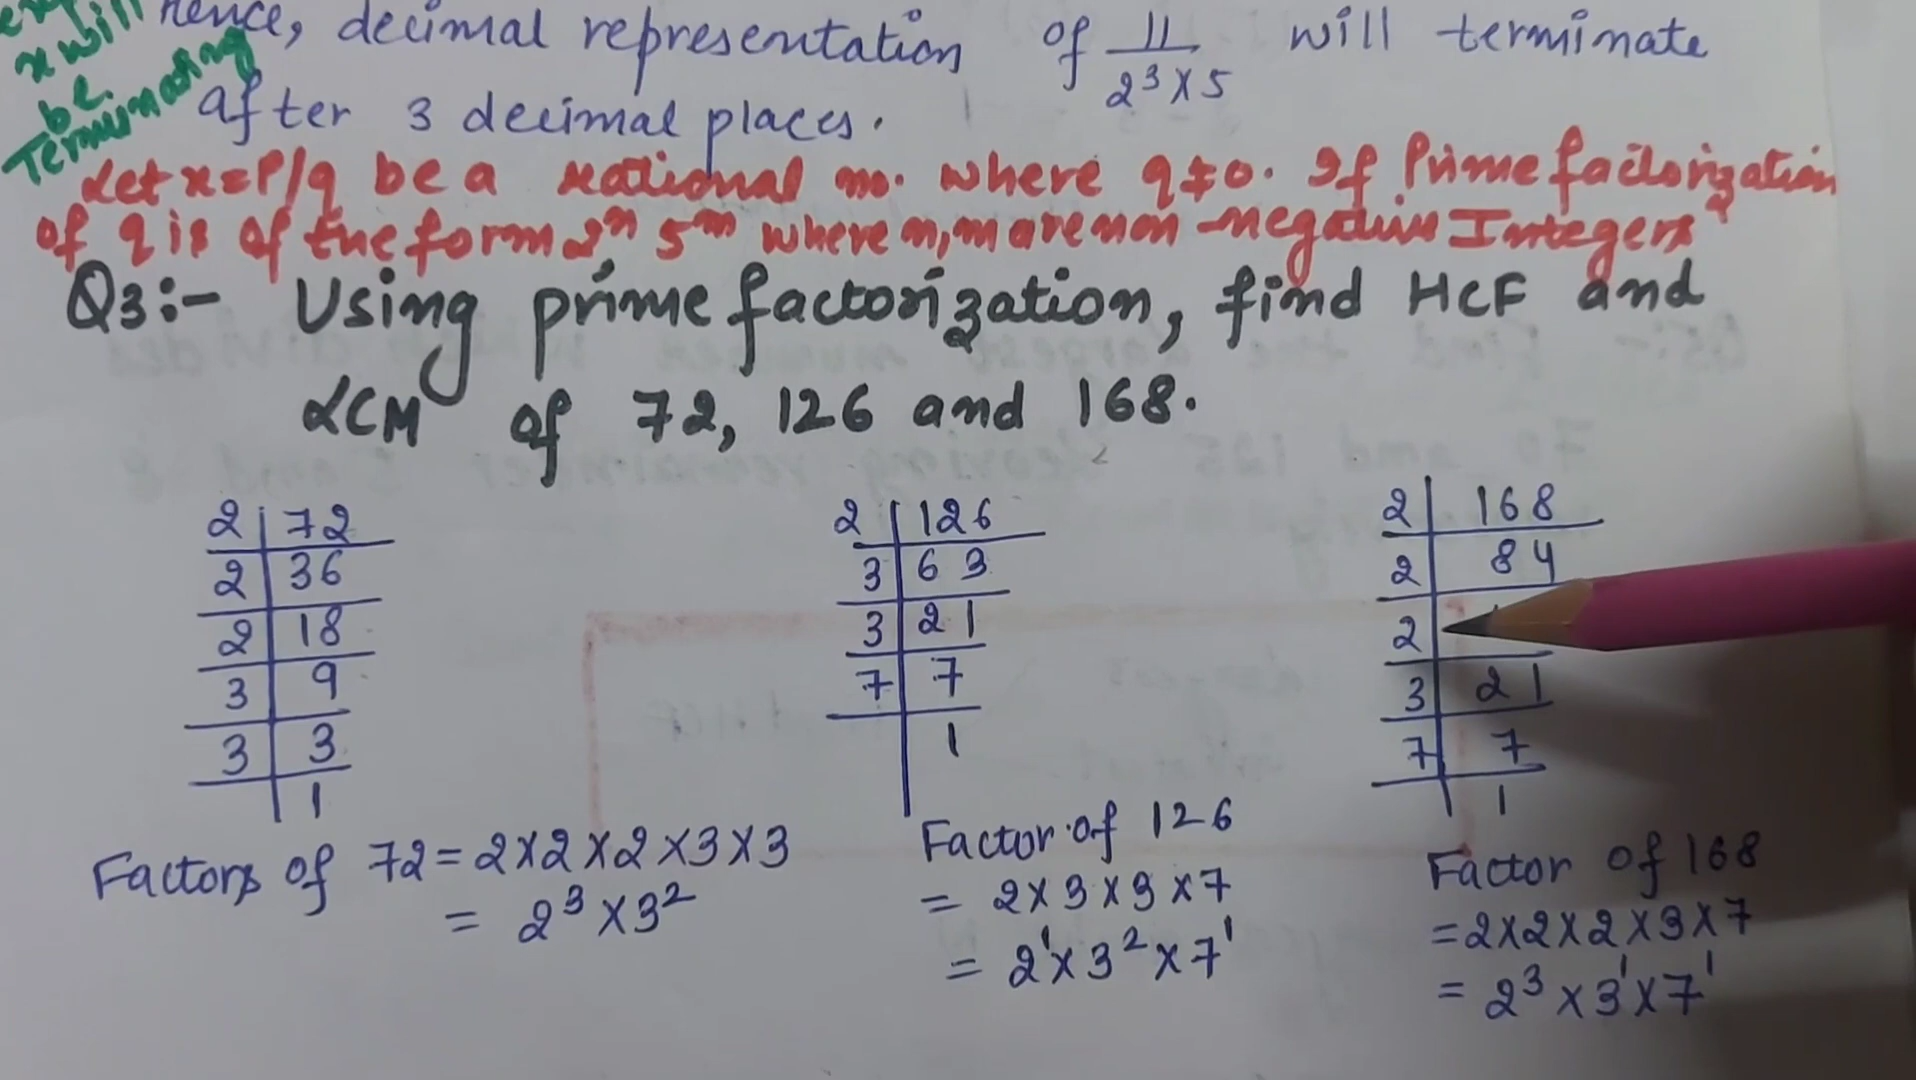 x will
be
Terminating
hence, decimal representation of 11/2³×5 will terminate
after 3 decimal places.
Let x=P/q be a rational no. where q≠0. If Prime factorization
of q is of the form 2ⁿ 5ᵐ where n,m are non-negative Integers
Q3:- Using prime factorization, find HCF and
LCM of 72, 126 and 168.
2 | 72
2 | 36
2 | 18
3 | 9
3 | 3
1
Factors of 72 = 2×2×2×3×3
= 2³×3²
2 | 126
3 | 63
3 | 21
7 | 7
1
Factor of 126
= 2×3×3×7
= 2¹×3²×7¹
2 | 168
2 | 84
2 |
3 | 21
7 | 7
1
Factor of 168
=2×2×2×3×7
= 2³×3¹×7¹